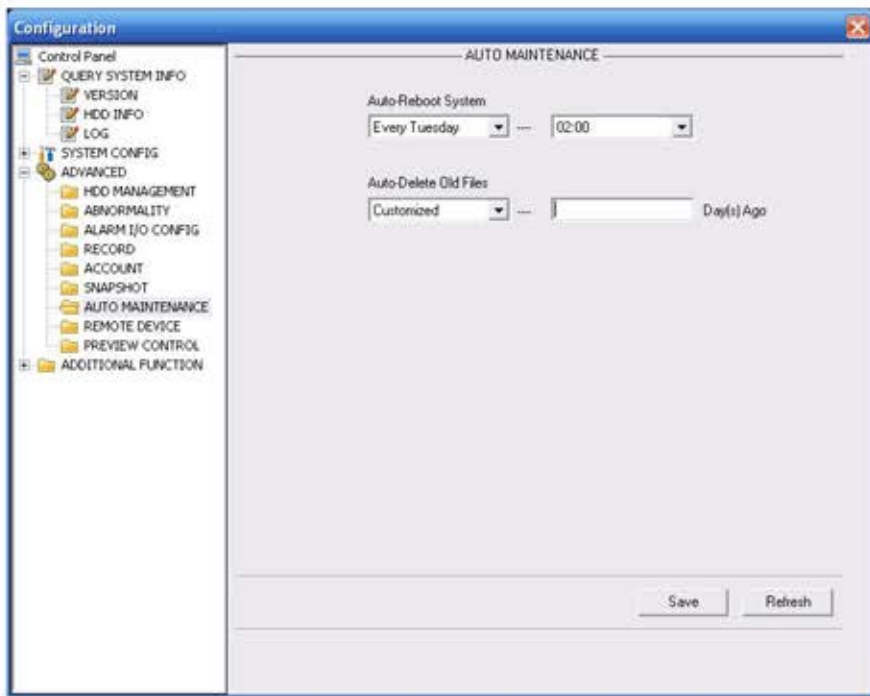 Configuration
Control Panel
QUERY SYSTEM INFO
VERSION
HDD INFO
LOG
SYSTEM CONFIG
ADVANCED
HDD MANAGEMENT
ABNORMALITY
ALARM I/O CONFIG
RECORD
ACCOUNT
SNAPSHOT
AUTO MAINTENANCE
REMOTE DEVICE
PREVIEW CONTROL
ADDITIONAL FUNCTION
AUTO MAINTENANCE
Auto-Reboot System
Every Tuesday --- 02:00
Auto-Delete Old Files
Customized --- Day(s) Ago
Save Refresh